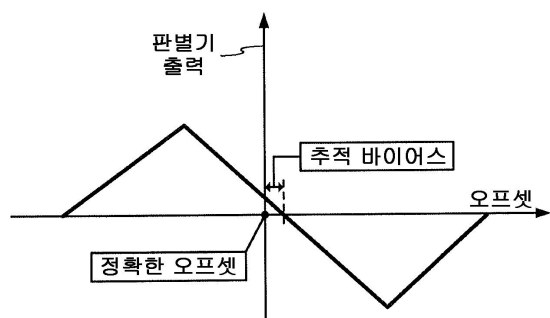 판별기
출력
추적 바이어스
오프셋
정확한 오프셋